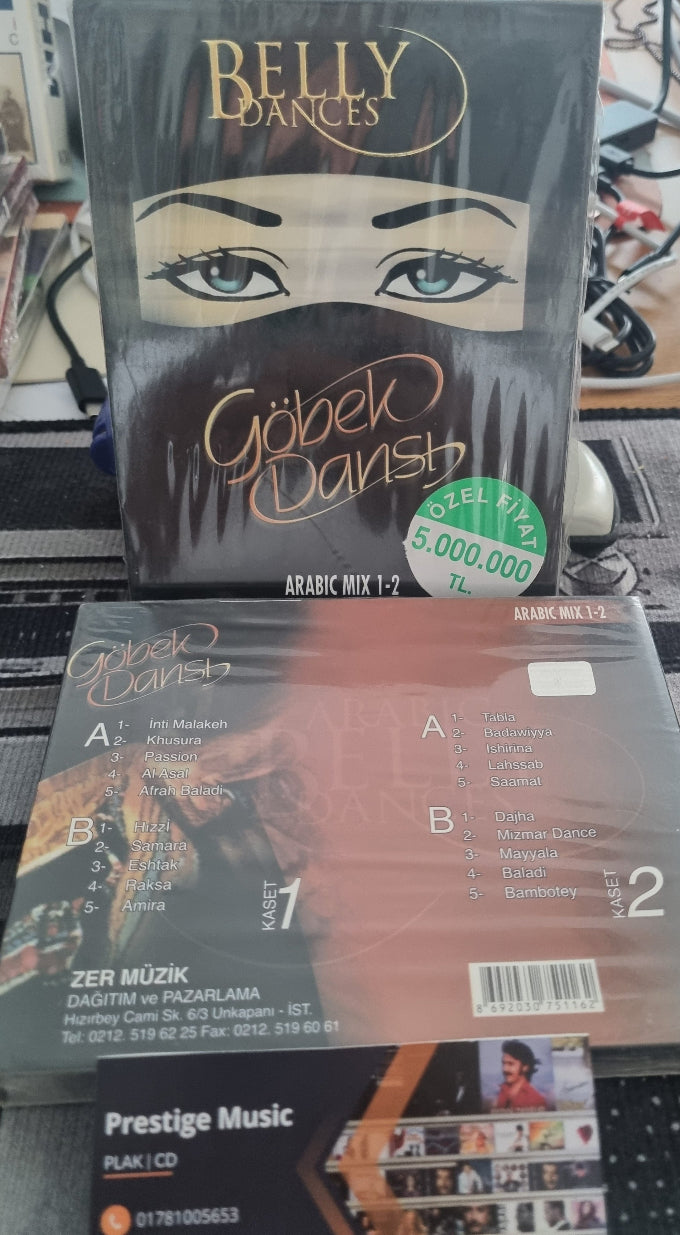 BELLY
DANCES
Göbek
Dansı
ÖZEL FİYAT
5.000.000
TL.
ARABIC MIX 1-2
ARABIC MIX 1-2
Göbek
Dansı
A
1- İnti Malakeh
2- Khusura
3- Passion
4- Al Asal
5- Afrah Baladi
B
1- Hızzi
2- Samara
3- Eshtak
4- Raksa
5- Amira
KASET
1
A
1- Tabla
2- Badawiyya
3- Ishirina
4- Lahssab
5- Saamat
B
1- Dajha
2- Mizmar Dance
3- Mayyala
4- Baladi
5- Bambotey
KASET
2
ARABIC
BELLY
DANCES
ZER MÜZİK
DAĞITIM ve PAZARLAMA
Hızırbey Cami Sk. 6/3 Unkapanı - İST.
Tel: 0212. 519 62 25 Fax: 0212. 519 60 61
8 692030 751162
Prestige Music
PLAK | CD
01781005653